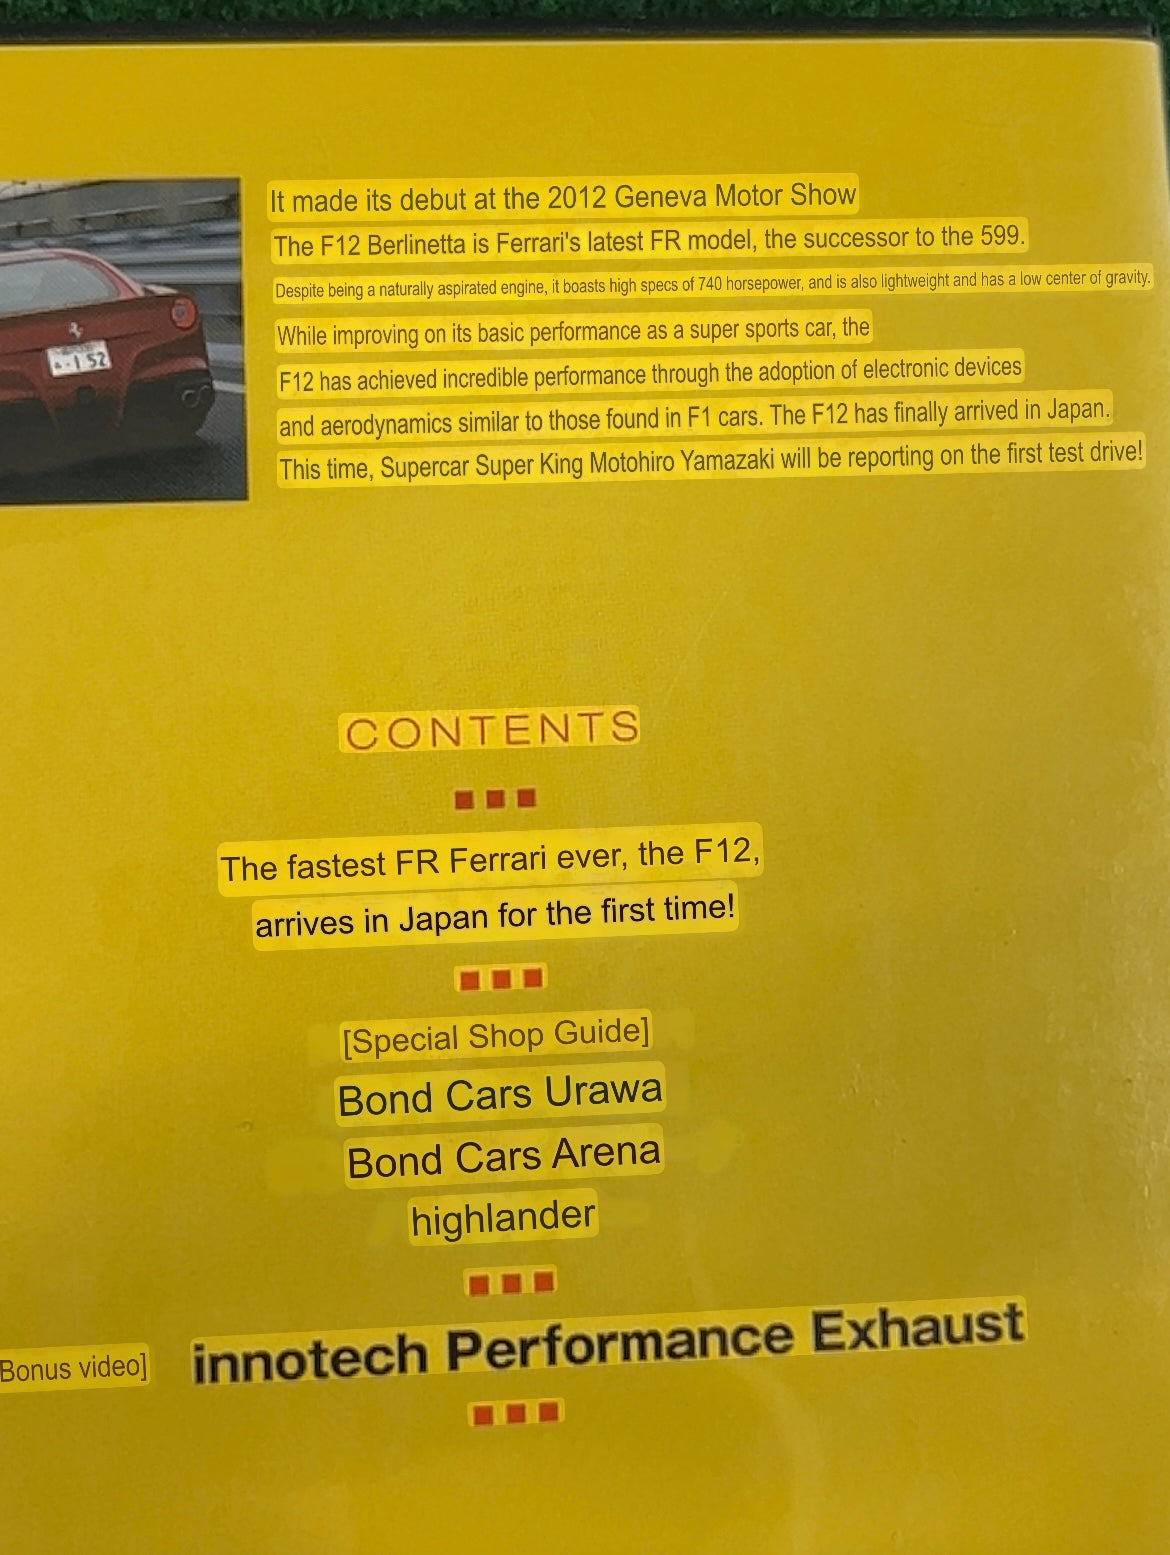 It made its debut at the 2012 Geneva Motor Show
The F12 Berlinetta is Ferrari's latest FR model, the successor to the 599.
Despite being a naturally aspirated engine, it boasts high specs of 740 horsepower, and is also lightweight and has a low center of gravity.
While improving on its basic performance as a super sports car, the
F12 has achieved incredible performance through the adoption of electronic devices
and aerodynamics similar to those found in F1 cars. The F12 has finally arrived in Japan.
This time, Supercar Super King Motohiro Yamazaki will be reporting on the first test drive!
CONTENTS
The fastest FR Ferrari ever, the F12,
arrives in Japan for the first time!
[Special Shop Guide]
Bond Cars Urawa
Bond Cars Arena
highlander
Bonus video] innotech Performance Exhaust